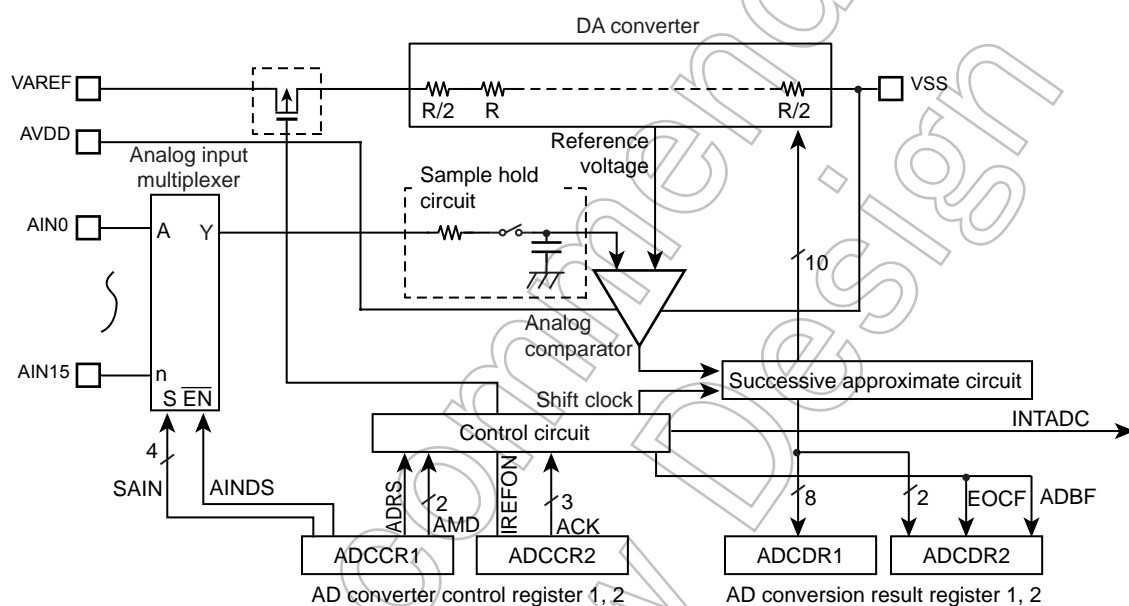 DA converter
VAREF
VSS
R/2
R
R/2
AVDD
Reference
voltage
Analog input
multiplexer
Sample hold
circuit
AIN0
A
Y
10
Analog
comparator
AIN15
n
S EN
Successive approximate circuit
Shift clock
INTADC
Control circuit
4
SAIN
AINDS
ADRS
2
AMD
IREFON
3
ACK
8
2
EOCF
ADBF
ADCCR1
ADCCR2
ADCDR1
ADCDR2
AD converter control register 1, 2
AD conversion result register 1, 2
ommend
Design